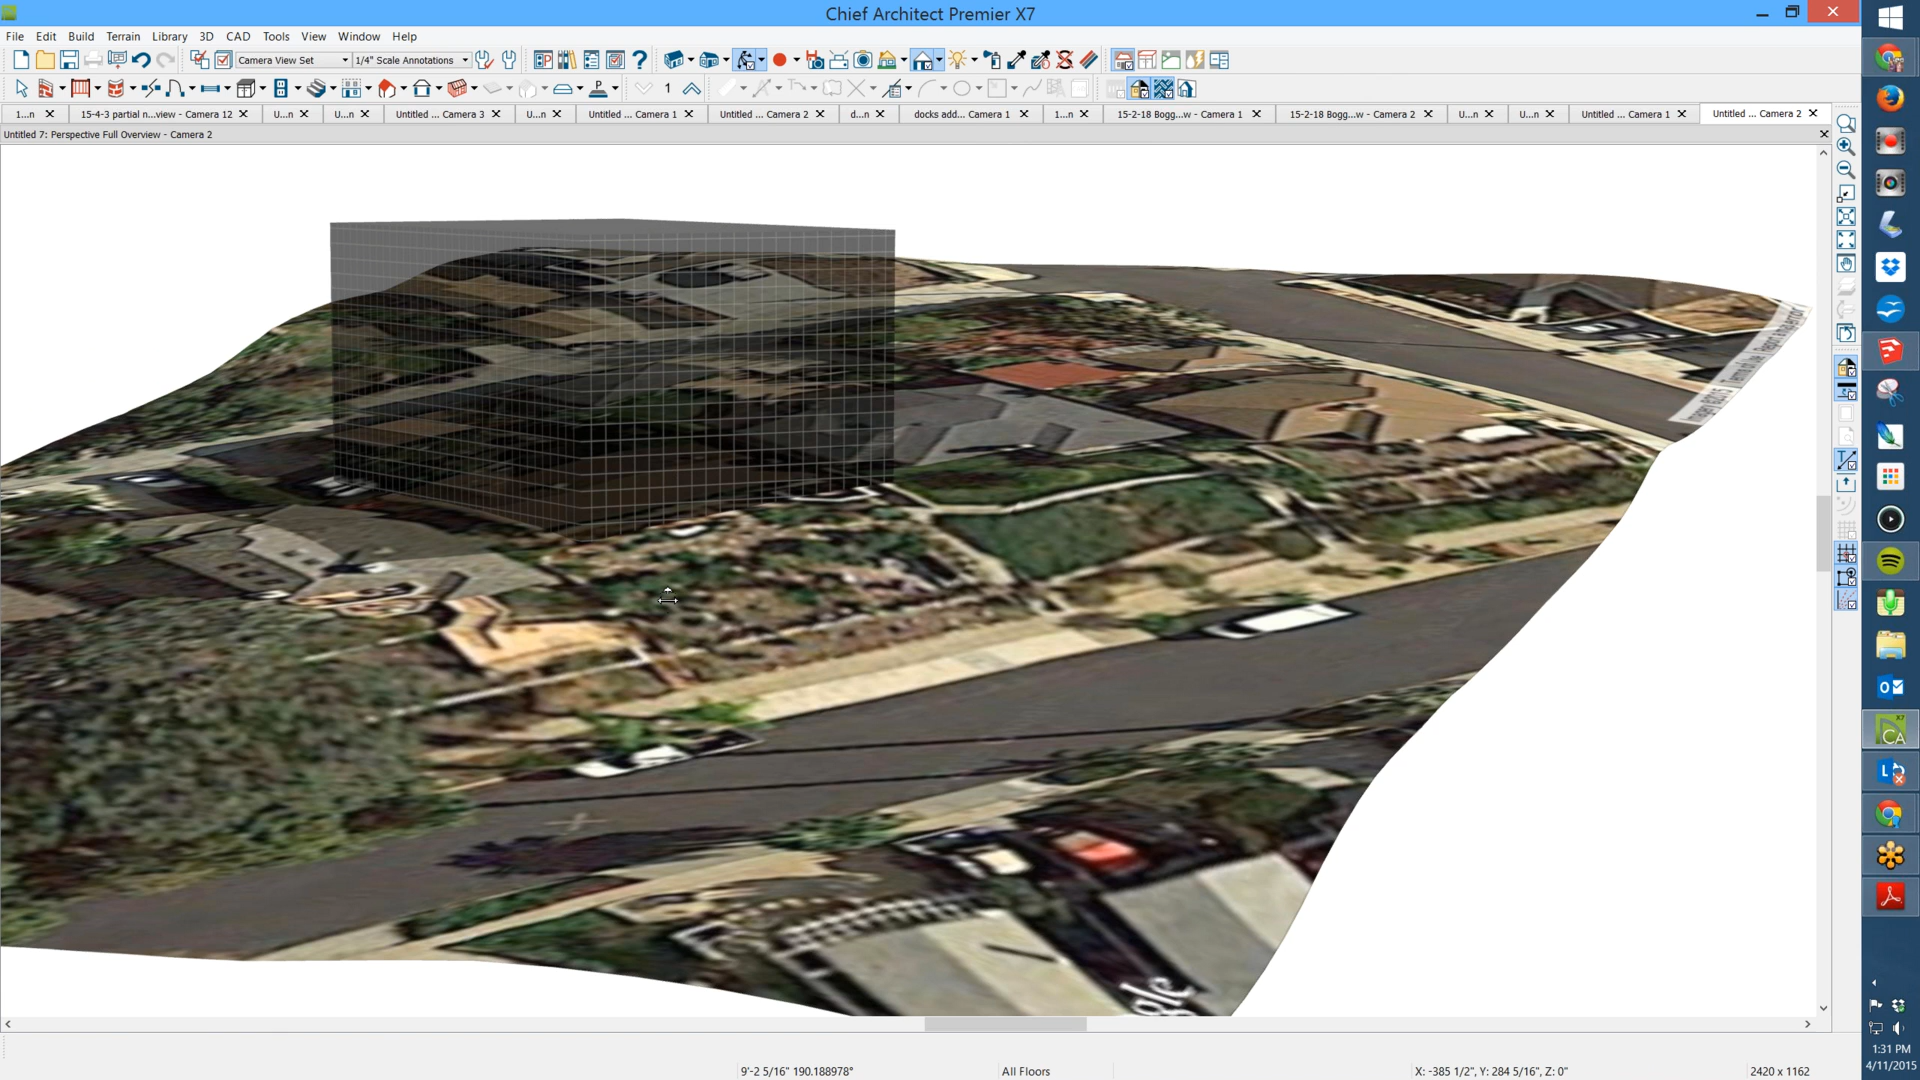 Chief Architect Premier X7
File Edit Build Terrain Library 3D CAD Tools View Window Help
Camera View Set 1/4" Scale Annotations
1
1...n 15-4-3 partial n...view - Camera 12 U...n U...n Untitled ... Camera 3 U...n Untitled ... Camera 1 Untitled ... Camera 2 d...n docks add... Camera 1 1...n 15-2-18 Bogg...w - Camera 1 15-2-18 Bogg...w - Camera 2 U...n U...n Untitled ... Camera 1 Untitled ... Camera 2
Untitled 7: Perspective Full Overview - Camera 2
gle
X7
CA
1:31 PM
4/11/2015
9'-2 5/16" 190.188978° All Floors X: -385 1/2", Y: 284 5/16", Z: 0" 2420 x 1162